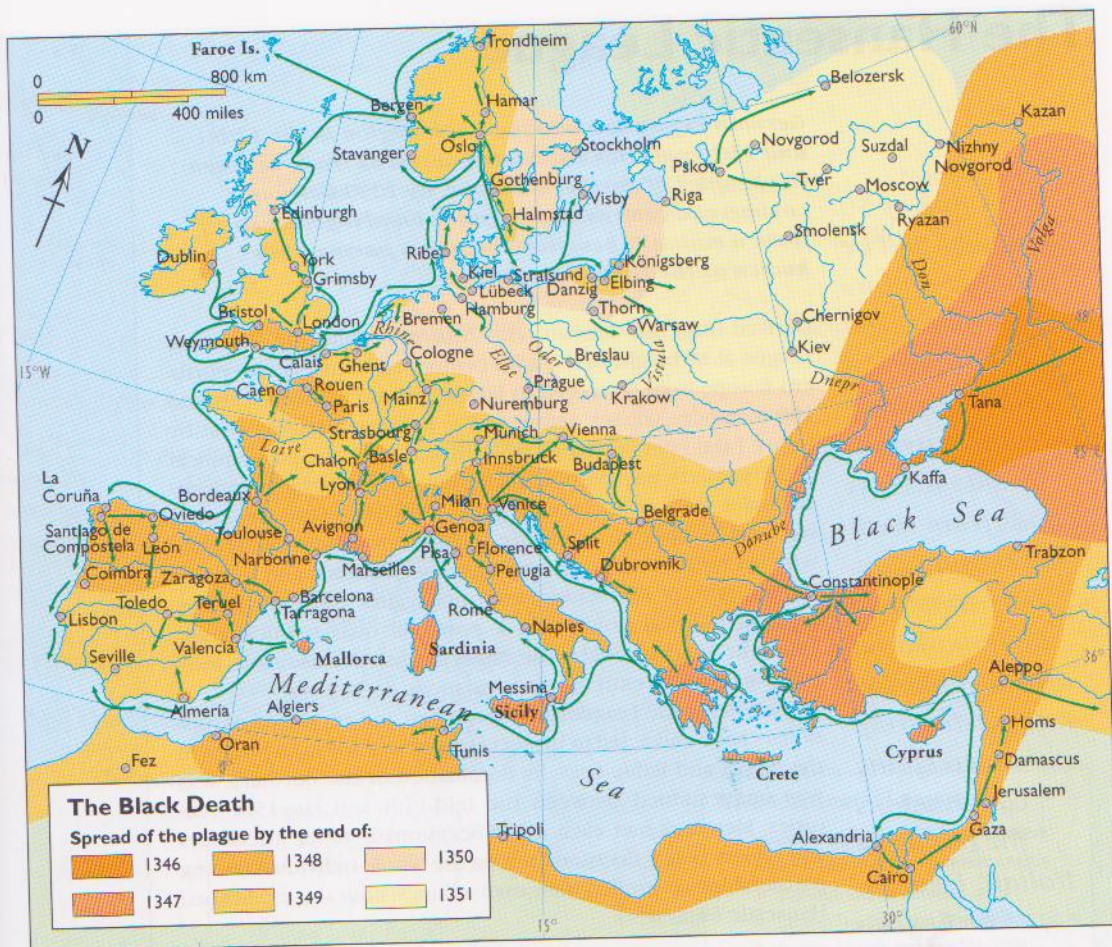 Faroe Is.
Trondheim
60°N
0 800 km
0 400 miles
N
Bergen
Hamar
Oslo
Stavanger
Stockholm
Belozersk
Kazan
Novgorod
Suzdal
Nizhny
Novgorod
Pskov
Tver
Moscow
Gothenburg
Visby
Riga
Ryazan
Edinburgh
Halmstad
Smolensk
Volga
Dublin
York
Ribe
Don
Grimsby
Kiel
Stralsund
Königsberg
Lübeck
Danzig
Elbing
Bristol
Hamburg
Thorn
Chernigov
London
Bremen
Warsaw
Weymouth
Rhine
Calais
Ghent
Cologne
Elbe
Oder
Breslau
Vistula
Kiev
15°W
Caen
Rouen
Mainz
Prague
Krakow
Dnepr
Paris
Nuremburg
Tana
Strasbourg
Munich
Vienna
Loire
Chalon
Basle
Innsbruck
Budapest
45°
Kaffa
La
Coruña
Bordeaux
Lyon
Milan
Venice
Oviedo
Belgrade
Black Sea
Santiago de
Compostela
León
Toulouse
Avignon
Genoa
Danube
Narbonne
Pisa
Florence
Split
Trabzon
Coimbra
Zaragoza
Marseilles
Perugia
Dubrovnik
Constantinople
Toledo
Teruel
Barcelona
Tarragona
Rome
Lisbon
Naples
Seville
Valencia
Mallorca
Sardinia
36°
Aleppo
Mediterranean
Messina
Almería
Algiers
Sicily
Homs
Oran
Tunis
Cyprus
Fez
0°
Crete
Damascus
Sea
Jerusalem
The Black Death
Spread of the plague by the end of:
Tripoli
Alexandria
Gaza
1346 1348 1350
Cairo
1347 1349 1351
15°
30°